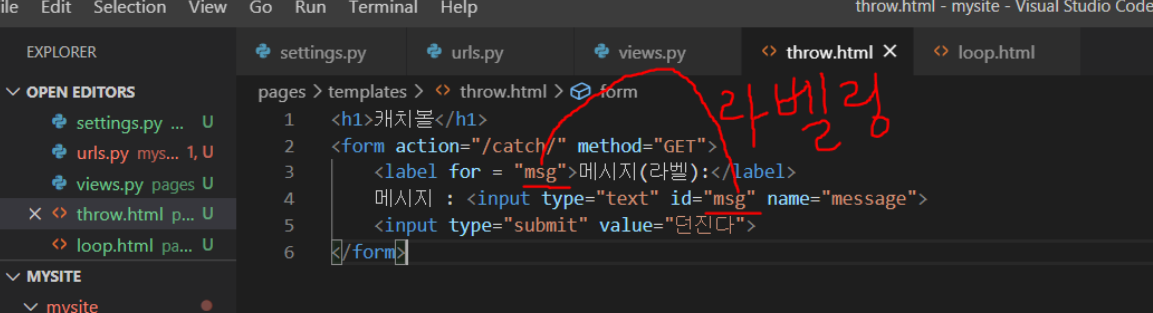 ile Edit Selection View Go Run Terminal Help throw.html - mysite - Visual Studio Code
EXPLORER
settings.py urls.py views.py <> throw.html × <> loop.html
OPEN EDITORS
settings.py ... U
urls.py mys... 1, U
views.py pages U
× <> throw.html p... U
<> loop.html pa... U
MYSITE
mysite
pages > templates > <> throw.html > form
라벨링
1 <h1>캐치볼</h1>
2 <form action="/catch/" method="GET">
3 <label for = "msg">메시지(라벨):</label>
4 메시지 : <input type="text" id="msg" name="message">
5 <input type="submit" value="던진다">
6 </form>